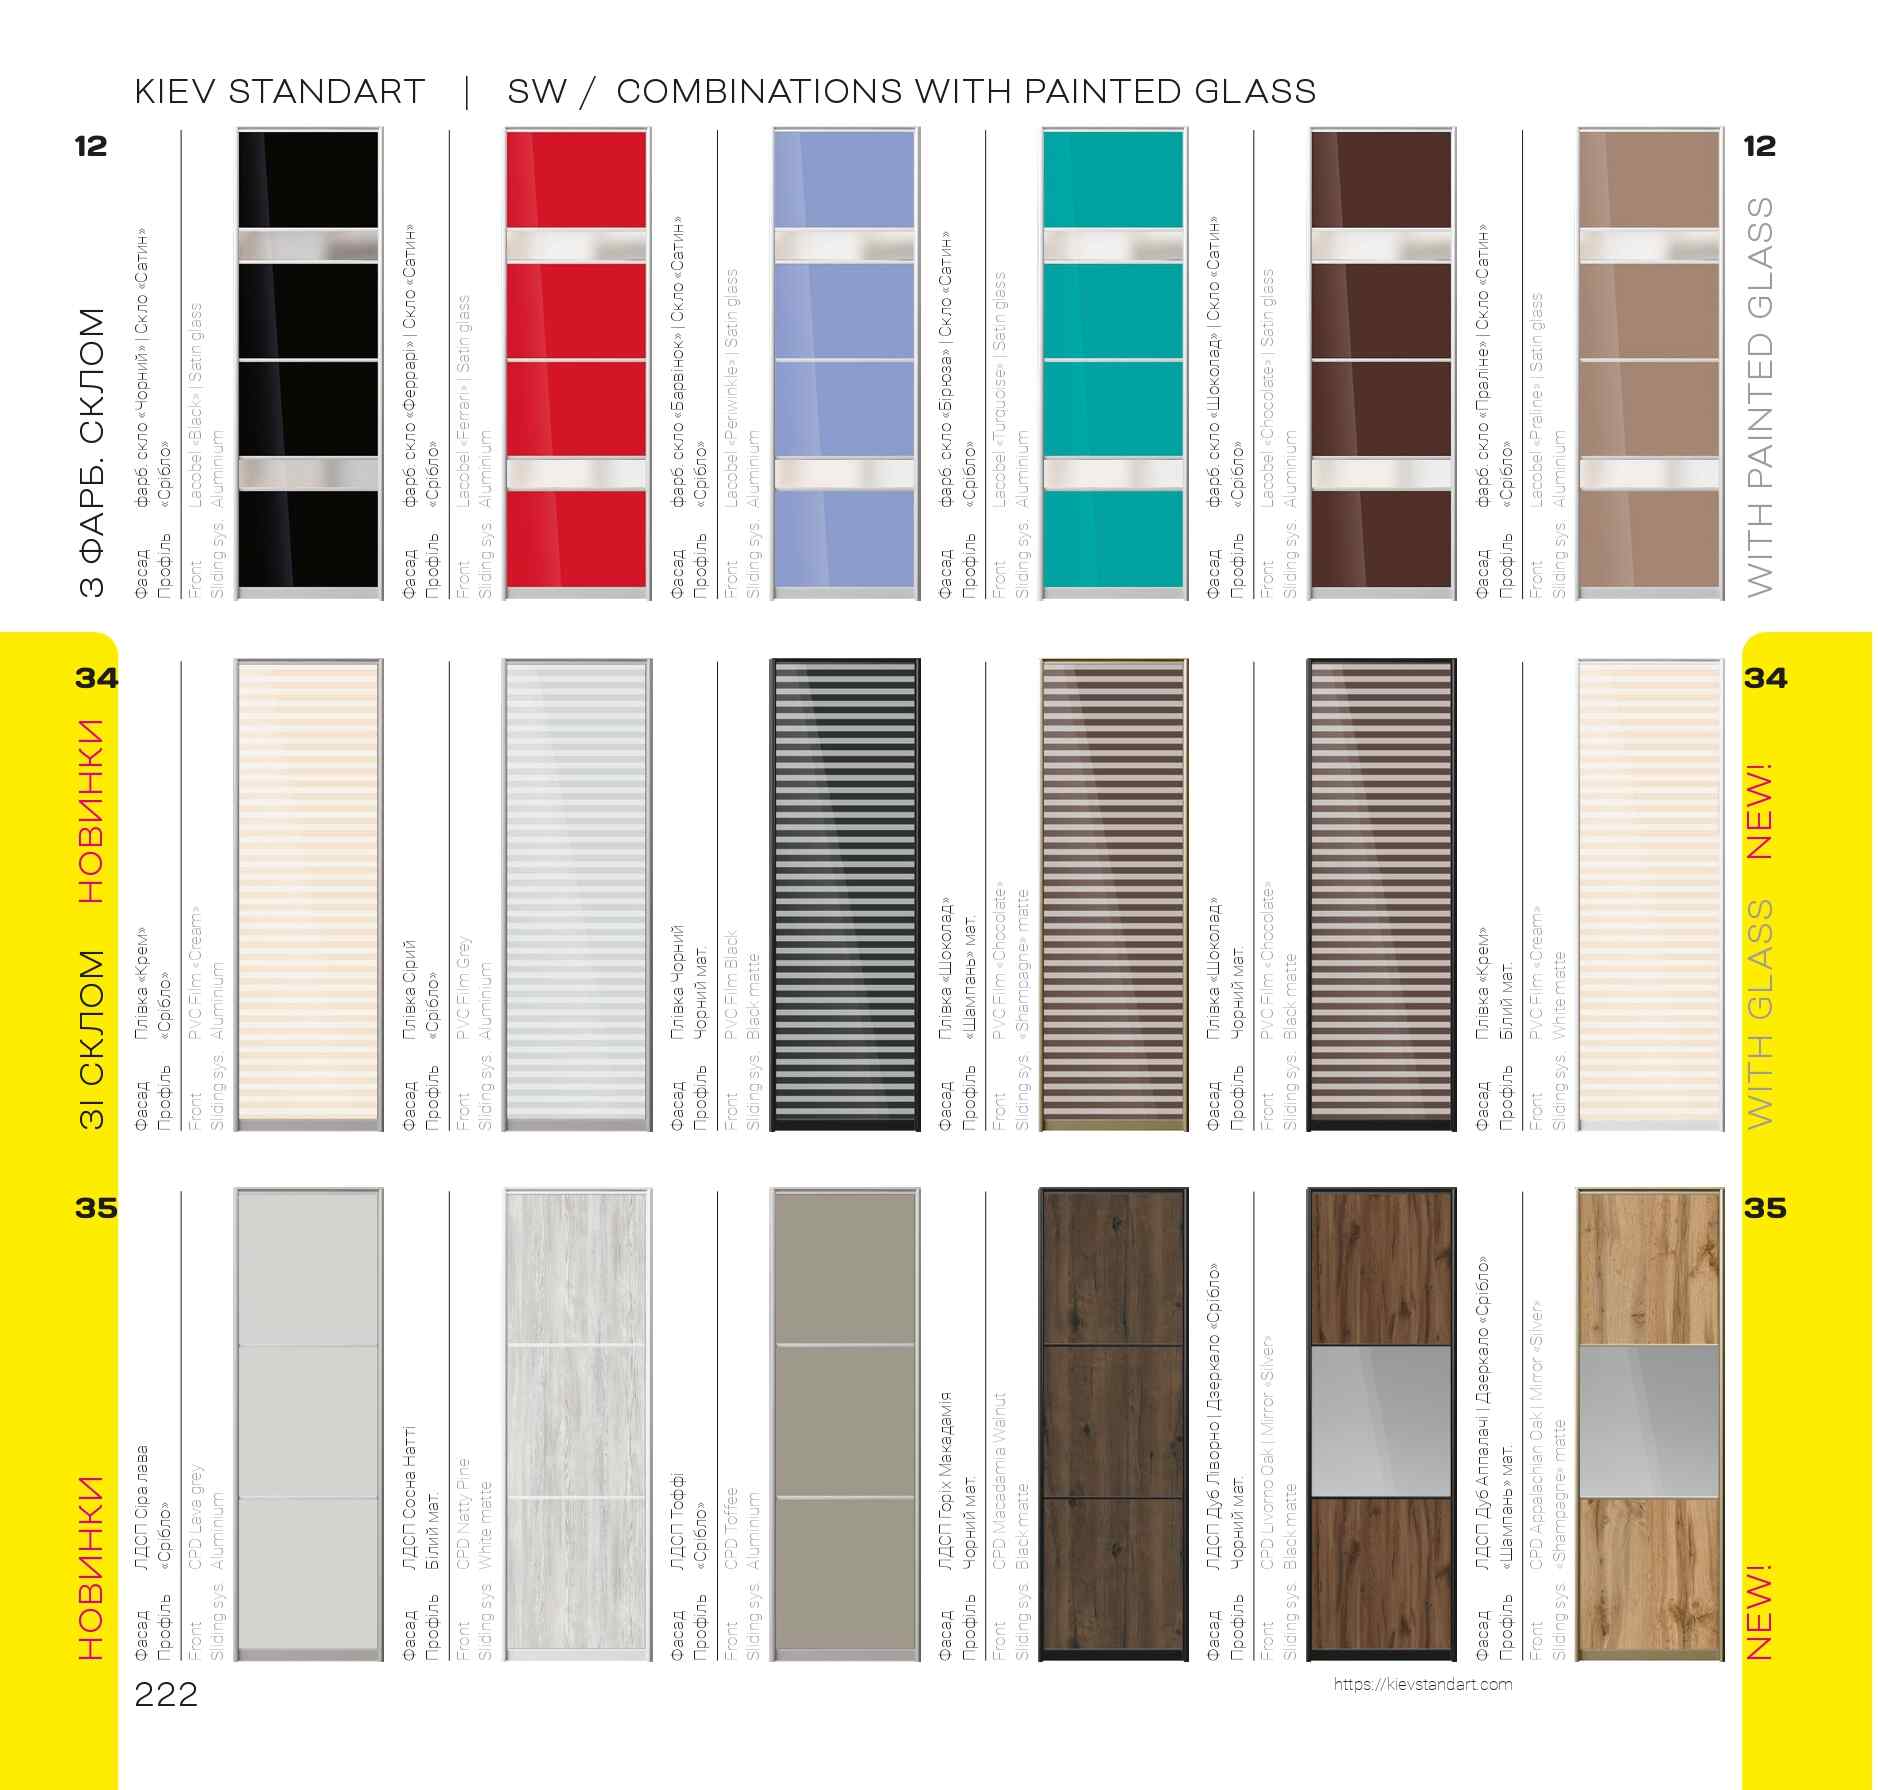 KIEV STANDART | SW / COMBINATIONS WITH PAINTED GLASS
12
З ФАРБ. СКЛОМ
Фасад Фарб. скло «Чорний» | Скло «Сатин»
Профіль «Срібло»
Front Lacobel «Black» | Satin glass
Sliding sys. Aluminium
Фасад Фарб. скло «Феррарі» | Скло «Сатин»
Профіль «Срібло»
Front Lacobel «Ferrari» | Satin glass
Sliding sys. Aluminium
Фасад Фарб. скло «Барвінок» | Скло «Сатин»
Профіль «Срібло»
Front Lacobel «Periwinkle» | Satin glass
Sliding sys. Aluminium
Фасад Фарб. скло «Бірюза» | Скло «Сатин»
Профіль «Срібло»
Front Lacobel «Turquoise» | Satin glass
Sliding sys. Aluminium
Фасад Фарб. скло «Шоколад» | Скло «Сатин»
Профіль «Срібло»
Front Lacobel «Chocolate» | Satin glass
Sliding sys. Aluminium
Фасад Фарб. скло «Праліне» | Скло «Сатин»
Профіль «Срібло»
Front Lacobel «Praline» | Satin glass
Sliding sys. Aluminium
12
WITH PAINTED GLASS
34
ЗІ СКЛОМ НОВИНКИ
Фасад Плівка «Крем»
Профіль «Срібло»
Front PVC Film «Cream»
Sliding sys. Aluminium
Фасад Плівка Сірий
Профіль «Срібло»
Front PVC Film Grey
Sliding sys. Aluminium
Фасад Плівка Чорний
Профіль Чорний мат.
Front PVC Film Black
Sliding sys. Black matte
Фасад Плівка «Шоколад»
Профіль «Шампань» мат.
Front PVC Film «Chocolate»
Sliding sys. «Shampagne» matte
Фасад Плівка «Шоколад»
Профіль Чорний мат.
Front PVC Film «Chocolate»
Sliding sys. Black matte
Фасад Плівка «Крем»
Профіль Білий мат.
Front PVC Film «Cream»
Sliding sys. White matte
34
WITH GLASS NEW!
35
НОВИНКИ
Фасад ЛДСП Сіра лава
Профіль «Срібло»
Front CPD Lava grey
Sliding sys. Aluminium
Фасад ЛДСП Сосна Натті
Профіль Білий мат.
Front CPD Natty Pine
Sliding sys. White matte
Фасад ЛДСП Тоффі
Профіль «Срібло»
Front CPD Toffee
Sliding sys. Aluminium
Фасад ЛДСП Горіх Макадамія
Профіль Чорний мат.
Front CPD Macadamia Walnut
Sliding sys. Black matte
Фасад ЛДСП Дуб Ліворно | Дзеркало «Срібло»
Профіль Чорний мат.
Front CPD Livorno Oak | Mirror «Silver»
Sliding sys. Black matte
Фасад ЛДСП Дуб Аппалачі | Дзеркало «Срібло»
Профіль «Шампань» мат.
Front CPD Appalachian Oak | Mirror «Silver»
Sliding sys. «Shampagne» matte
35
NEW!
222
https://kievstandart.com